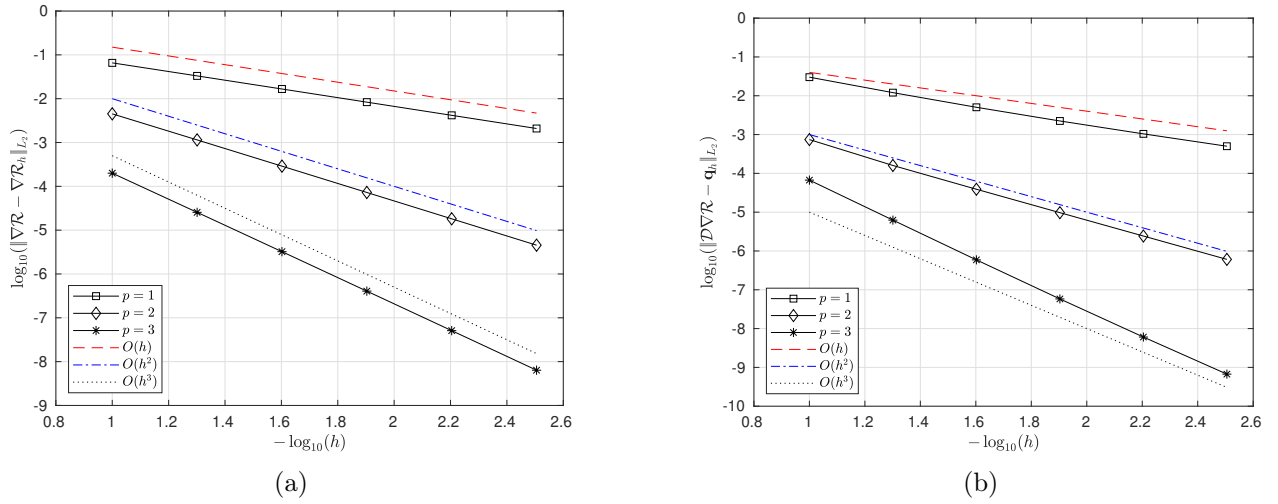 0
-1
-2
-3
-4
-5
-6
-7
-8
-9
0.8
1
1.2
1.4
1.6
1.8
2
2.2
2.4
2.6
− log₁₀(h)
log₁₀(‖∇ℛ − ∇ℛₕ‖_{L₂})
p = 1
p = 2
p = 3
O(h)
O(h²)
O(h³)
(a)
0
-1
-2
-3
-4
-5
-6
-7
-8
-9
-10
0.8
1
1.2
1.4
1.6
1.8
2
2.2
2.4
2.6
− log₁₀(h)
log₁₀(‖𝒟∇ℛ − 𝐪ₕ‖_{L₂})
p = 1
p = 2
p = 3
O(h)
O(h²)
O(h³)
(b)